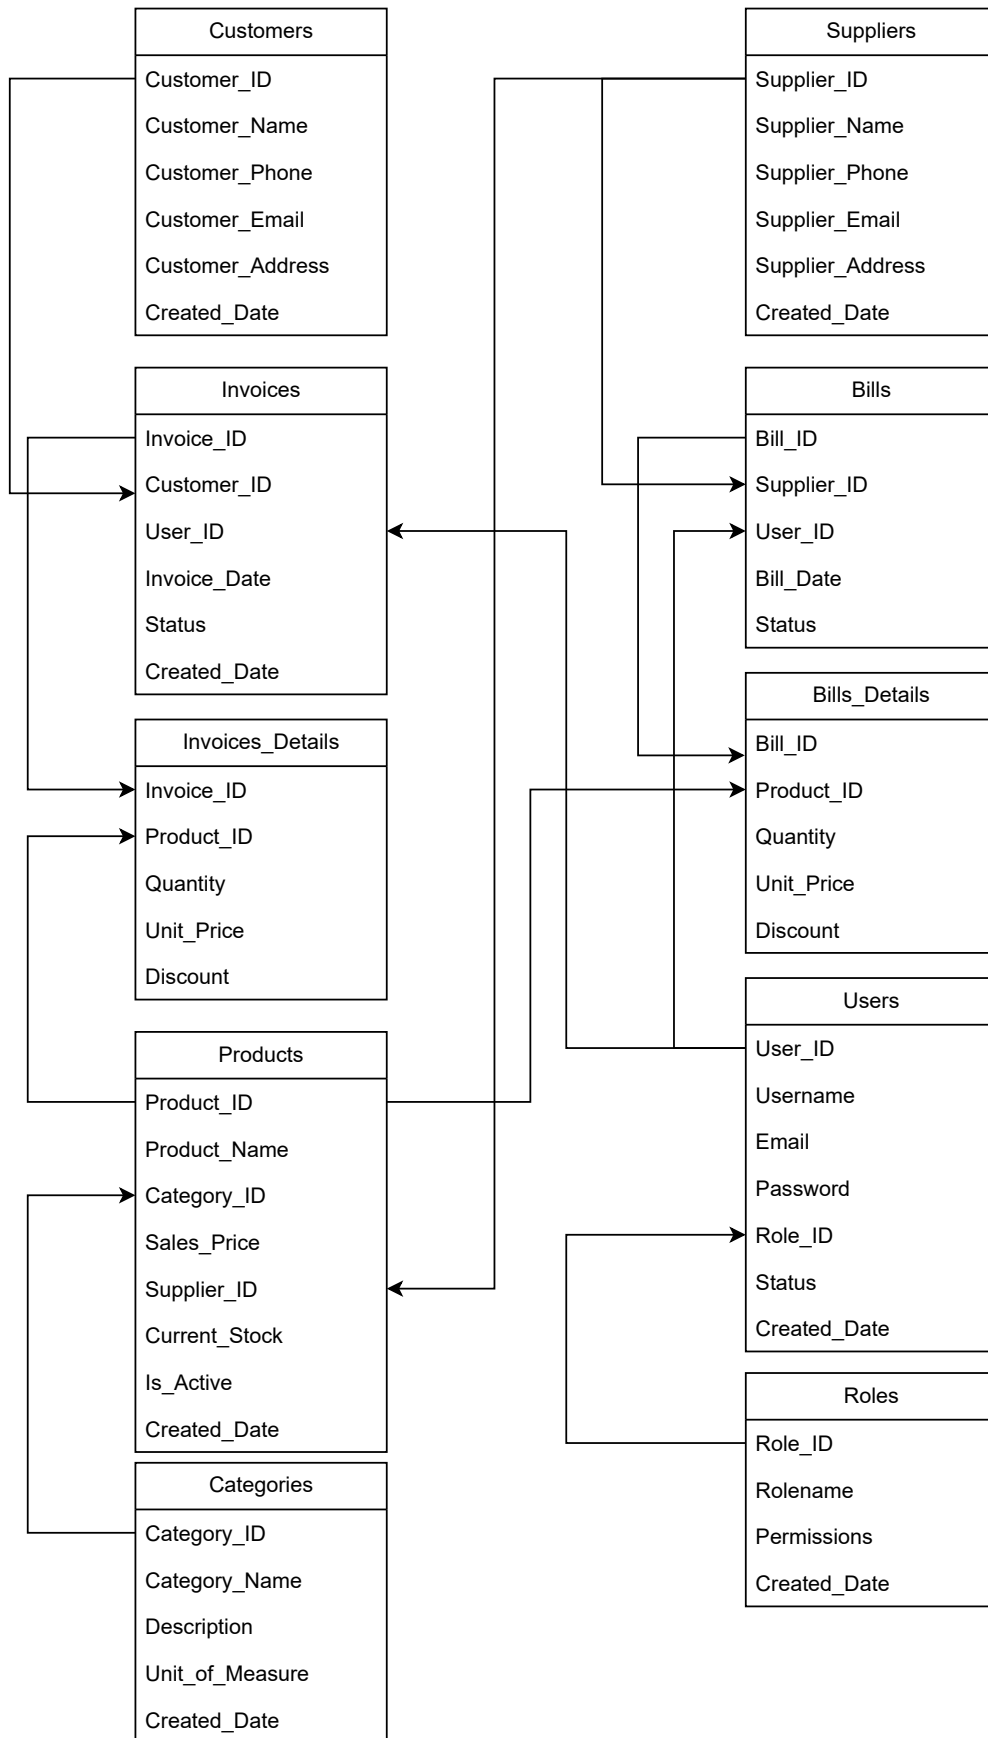 Customers
Customer_ID
Customer_Name
Customer_Phone
Customer_Email
Customer_Address
Created_Date
Invoices
Invoice_ID
Customer_ID
User_ID
Invoice_Date
Status
Created_Date
Invoices_Details
Invoice_ID
Product_ID
Quantity
Unit_Price
Discount
Products
Product_ID
Product_Name
Category_ID
Sales_Price
Supplier_ID
Current_Stock
Is_Active
Created_Date
Categories
Category_ID
Category_Name
Description
Unit_of_Measure
Created_Date
Suppliers
Supplier_ID
Supplier_Name
Supplier_Phone
Supplier_Email
Supplier_Address
Created_Date
Bills
Bill_ID
Supplier_ID
User_ID
Bill_Date
Status
Bills_Details
Bill_ID
Product_ID
Quantity
Unit_Price
Discount
Users
User_ID
Username
Email
Password
Role_ID
Status
Created_Date
Roles
Role_ID
Rolename
Permissions
Created_Date